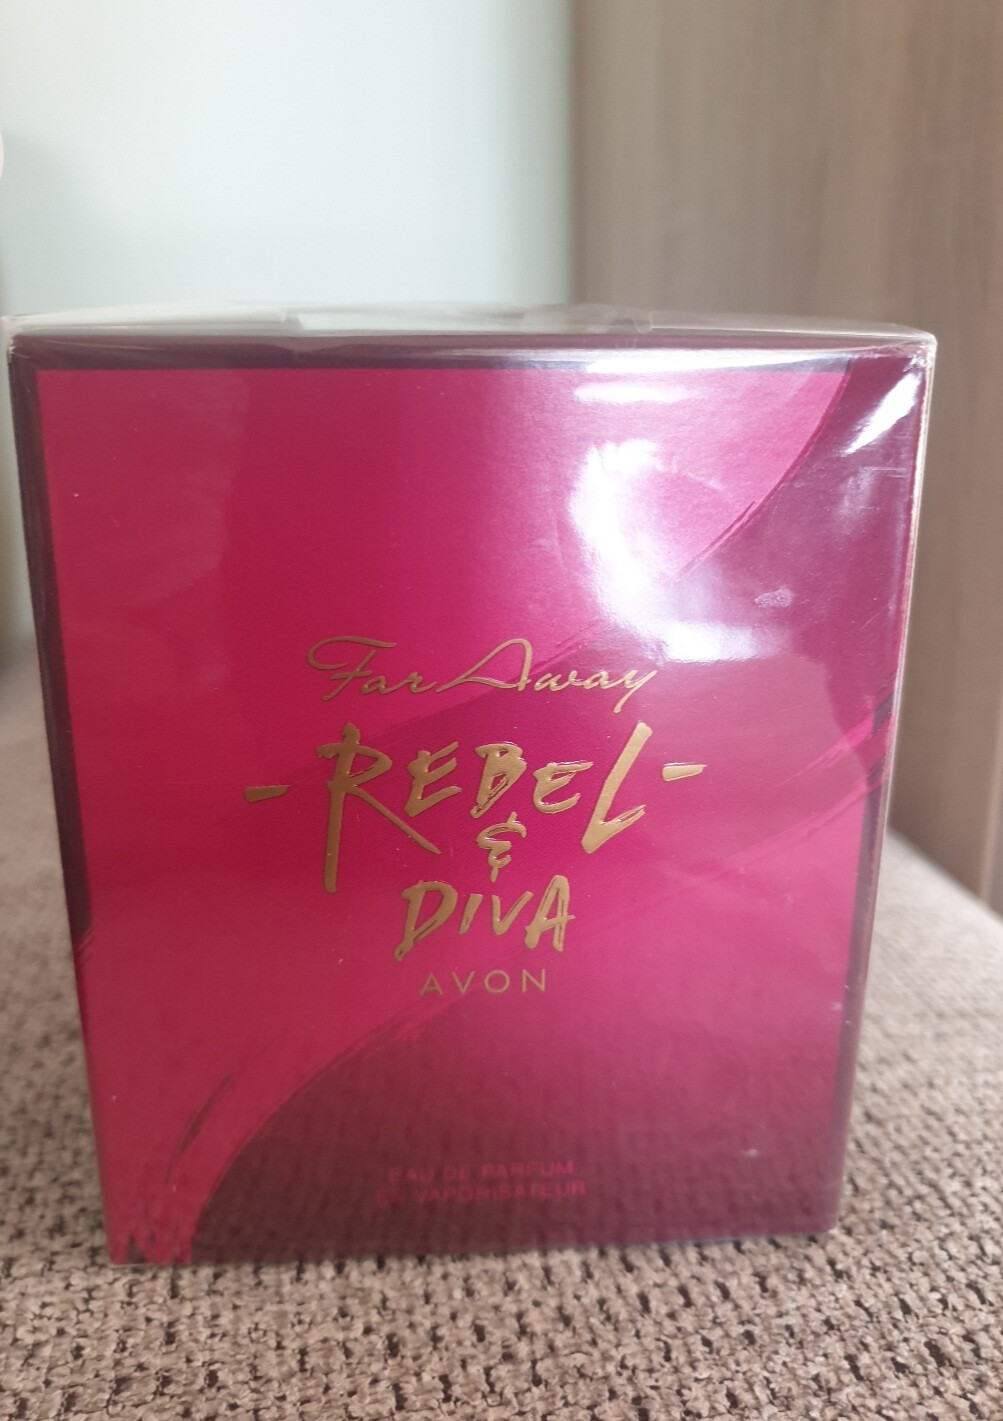 Far Away
-REBEL-
&
DIVA
AVON
EAU DE PARFUM
EN VAPORISATEUR